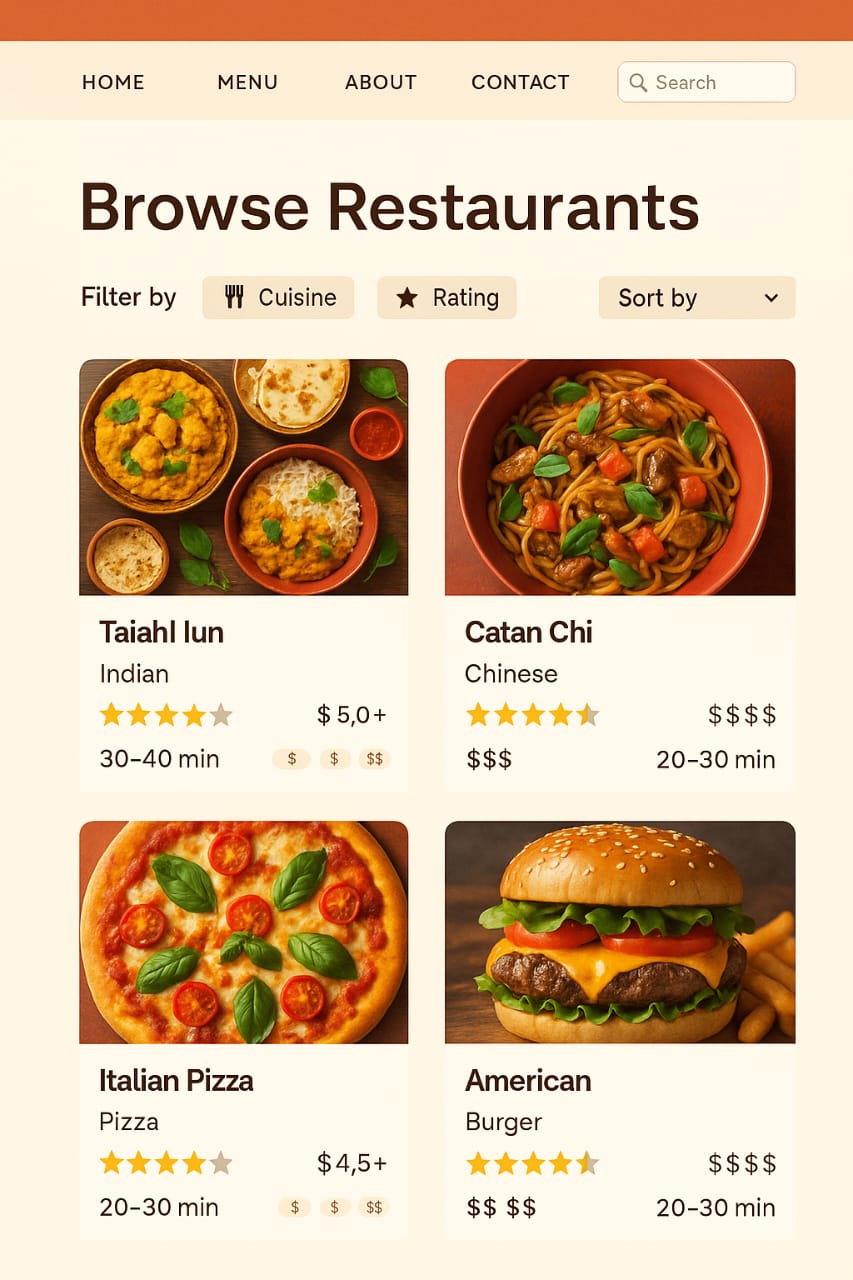 HOME MENU ABOUT CONTACT Search
Browse Restaurants
Filter by Cuisine Rating Sort by
Taiahl lun
Indian
$ 5,0+
30–40 min $ $ $$
Catan Chi
Chinese
$$$$
$$$ 20–30 min
Italian Pizza
Pizza
$4,5+
20–30 min $ $ $$
American
Burger
$$$$
$$ $$ 20–30 min